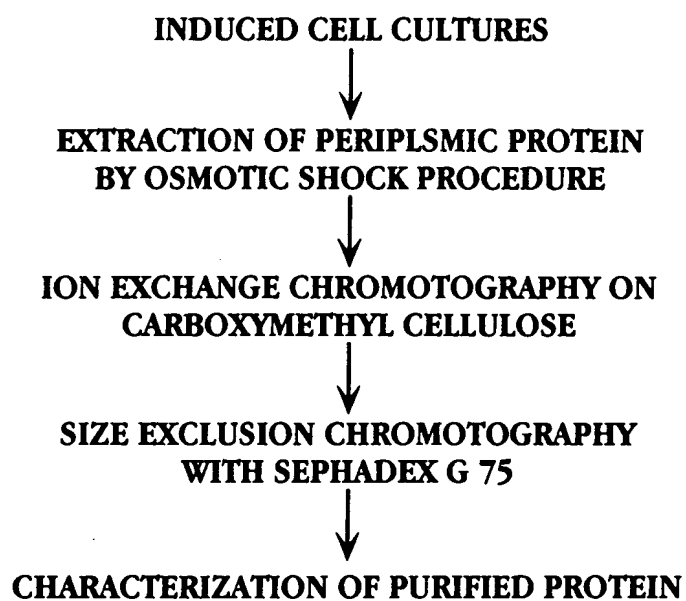 INDUCED CELL CULTURES
EXTRACTION OF PERIPLSMIC PROTEIN
BY OSMOTIC SHOCK PROCEDURE
ION EXCHANGE CHROMOTOGRAPHY ON
CARBOXYMETHYL CELLULOSE
SIZE EXCLUSION CHROMOTOGRAPHY
WITH SEPHADEX G 75
CHARACTERIZATION OF PURIFIED PROTEIN